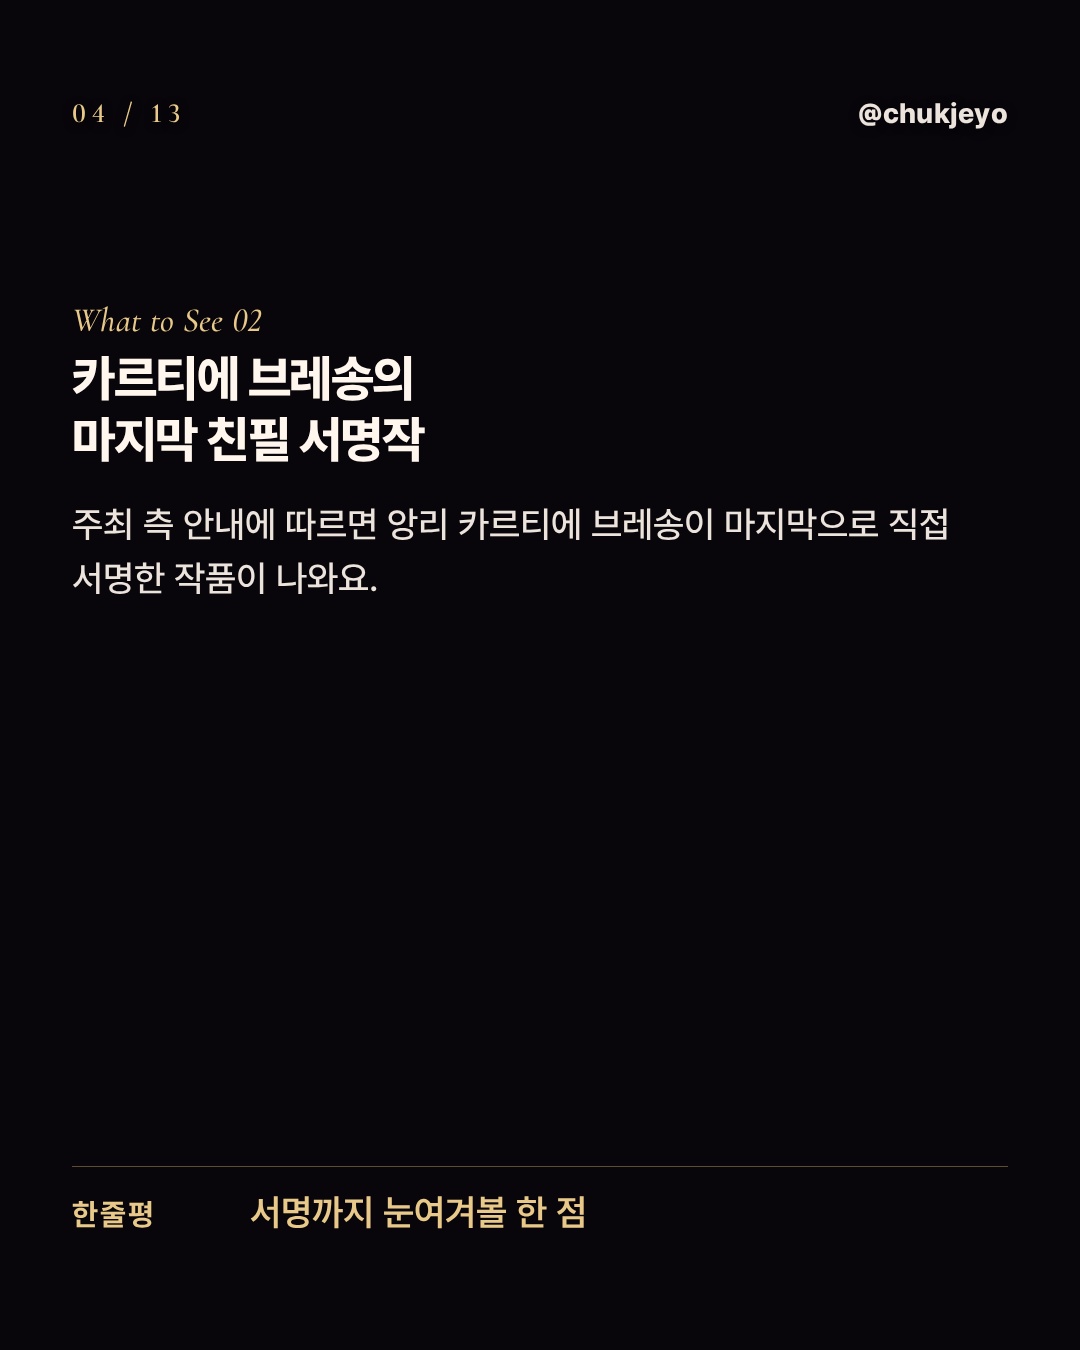 04 / 13
@chukjeyo
What to See 02
카르티에 브레송의
마지막 친필 서명작
주최 측 안내에 따르면 앙리 카르티에 브레송이 마지막으로 직접
서명한 작품이 나와요.
한줄평
서명까지 눈여겨볼 한 점